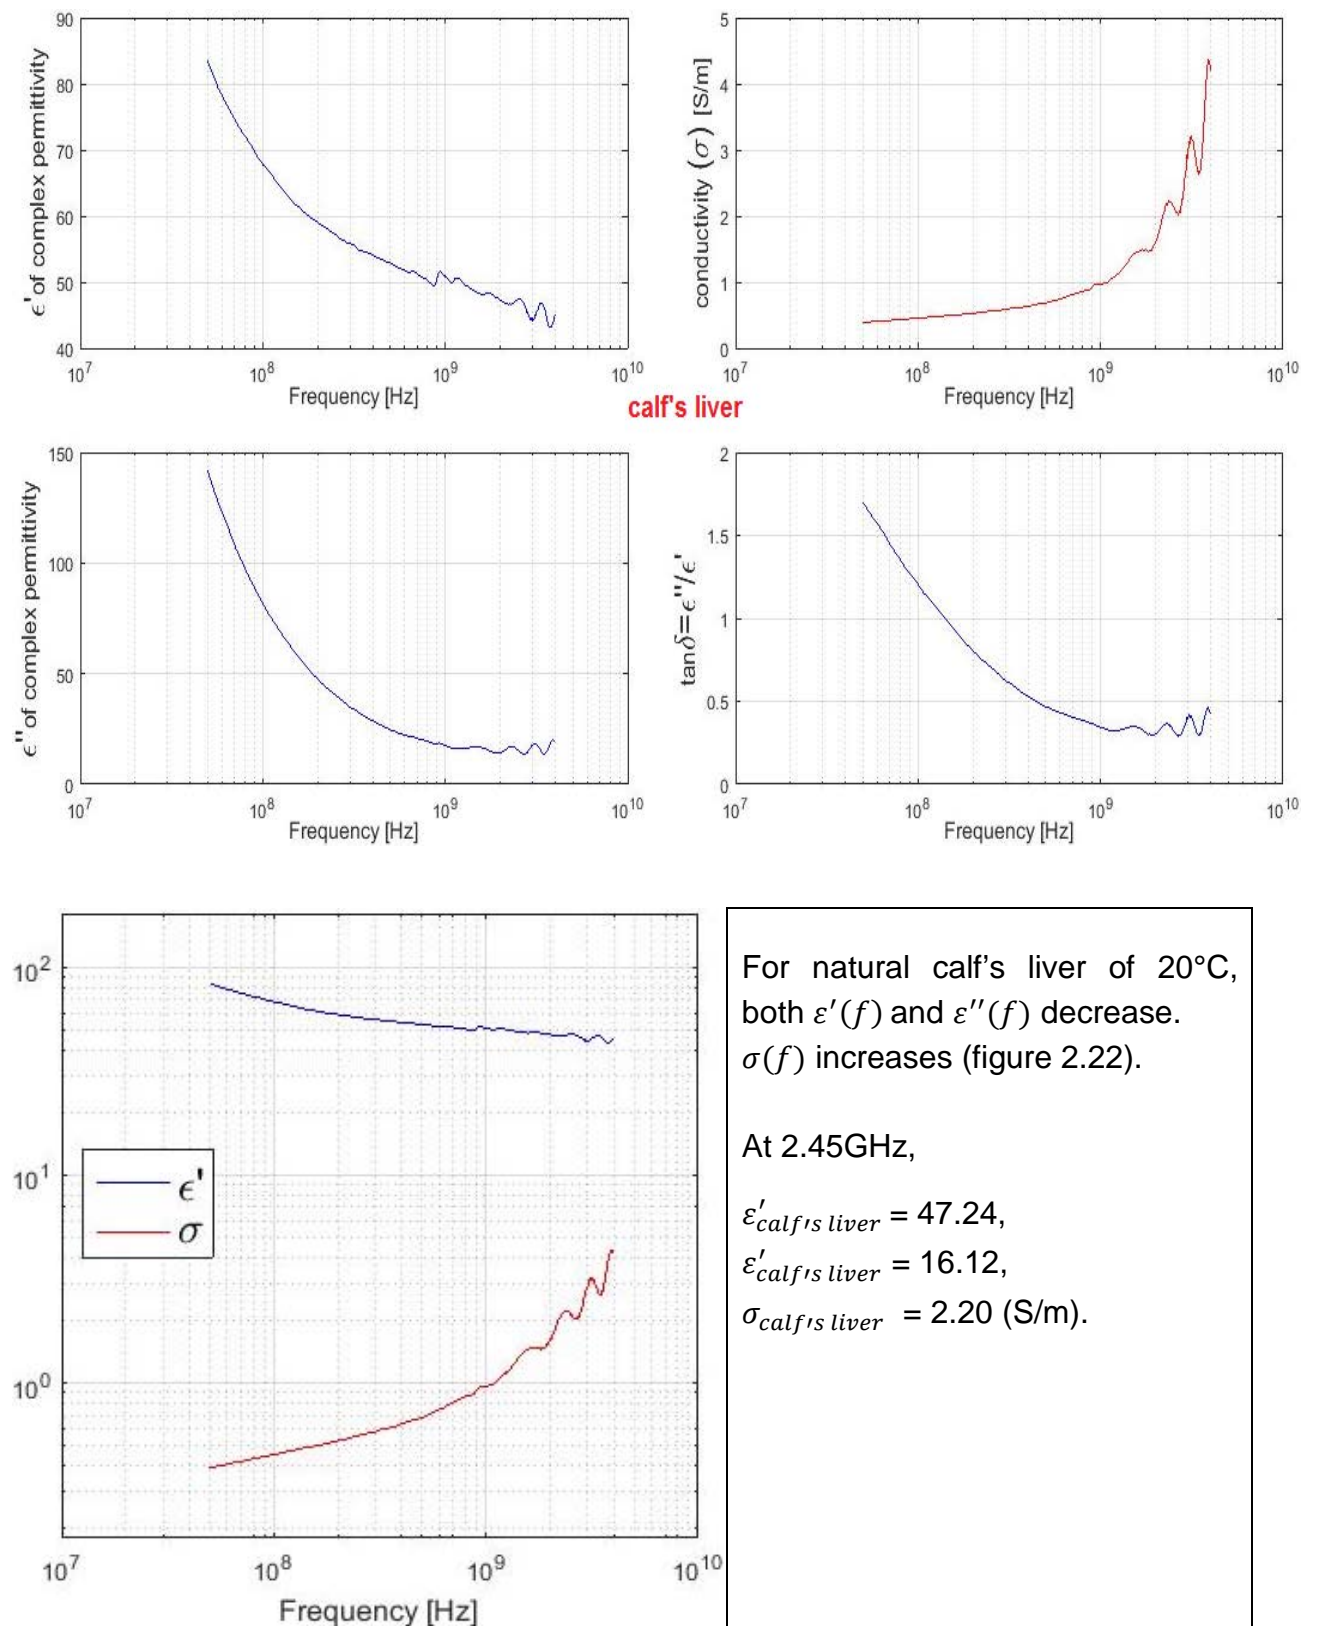 90
80
70
60
50
40
10^7
10^8
10^9
10^10
Frequency [Hz]
ϵ' of complex permittivity
5
4
3
2
1
0
10^7
10^8
10^9
10^10
Frequency [Hz]
conductivity (σ) [S/m]
calf's liver
150
100
50
0
10^7
10^8
10^9
10^10
Frequency [Hz]
ϵ'' of complex permittivity
2
1.5
1
0.5
0
10^7
10^8
10^9
10^10
Frequency [Hz]
tanδ=ϵ''/ϵ'
10^2
10^1
10^0
ϵ'
σ
10^7
10^8
10^9
10^10
Frequency [Hz]
For natural calf's liver of 20°C,
both ε′(f) and ε′′(f) decrease.
σ(f) increases (figure 2.22).
At 2.45GHz,
ε′calf′s liver = 47.24,
ε′calf′s liver = 16.12,
σcalf′s liver = 2.20 (S/m).